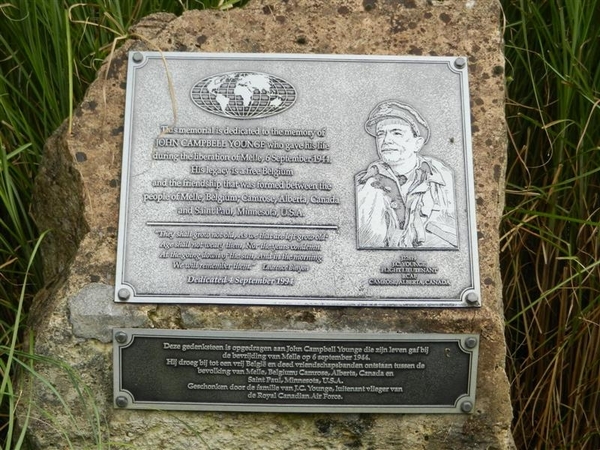 This memorial is dedicated to the memory of
JOHN CAMPBELL YOUNGE who gave his life
during the liberation of Melle, 6 September 1944.
His legacy is a free Belgium
and the friendship that was formed between the
people of Melle, Belgium; Camrose, Alberta, Canada
and Saint Paul, Minnesota, U.S.A.
"They shall grow not old, as we that are left grow old:
Age shall not weary them, Nor the years condemn.
At the going down of the sun, and in the morning
We will remember them." Laurence Binyon
Dedicated 4 September 1994
J.C. YOUNGE
FLIGHT LIEUTENANT
RCAF
CAMROSE, ALBERTA, CANADA
Deze gedenksteen is opgedragen aan John Campbell Younge die zijn leven gaf bij
de bevrijding van Melle op 6 september 1944.
Hij droeg bij tot een vrij België en deed vriendschapsbanden ontstaan tussen de
bevolking van Melle, Belgium; Camrose, Alberta, Canada en
Saint Paul, Minnesota, U.S.A.
Geschonken door de familie van J.C. Younge, luitenant vlieger van
de Royal Canadian Air Force.